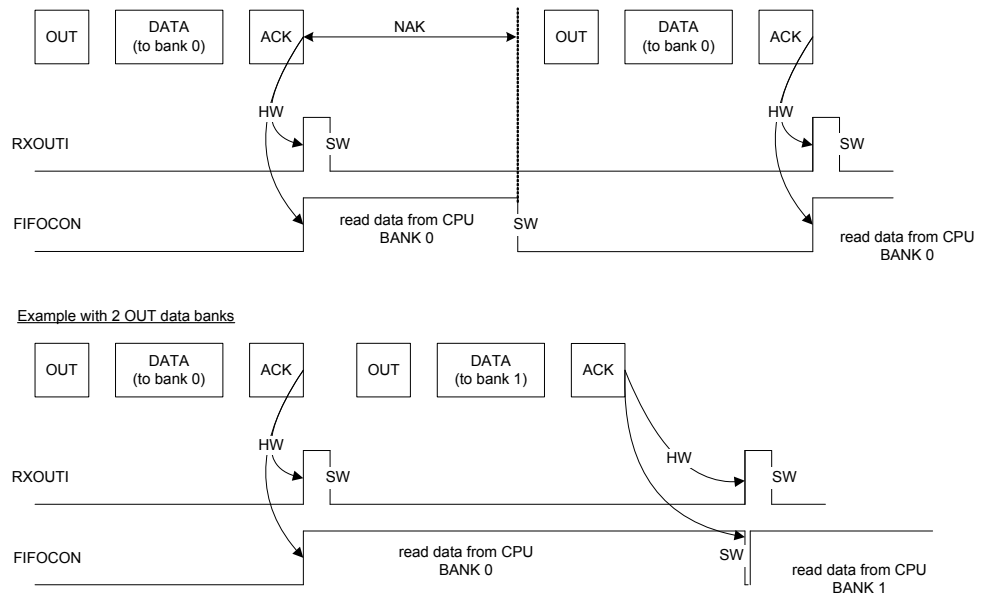 NAK
OUT
DATA
(to bank 0)
ACK
OUT
DATA
(to bank 0)
ACK
HW
HW
RXOUTI
SW
SW
FIFOCON
read data from CPU
BANK 0
SW
read data from CPU
BANK 0
Example with 2 OUT data banks
OUT
DATA
(to bank 0)
ACK
OUT
DATA
(to bank 1)
ACK
HW
HW
RXOUTI
SW
SW
FIFOCON
read data from CPU
BANK 0
SW
read data from CPU
BANK 1